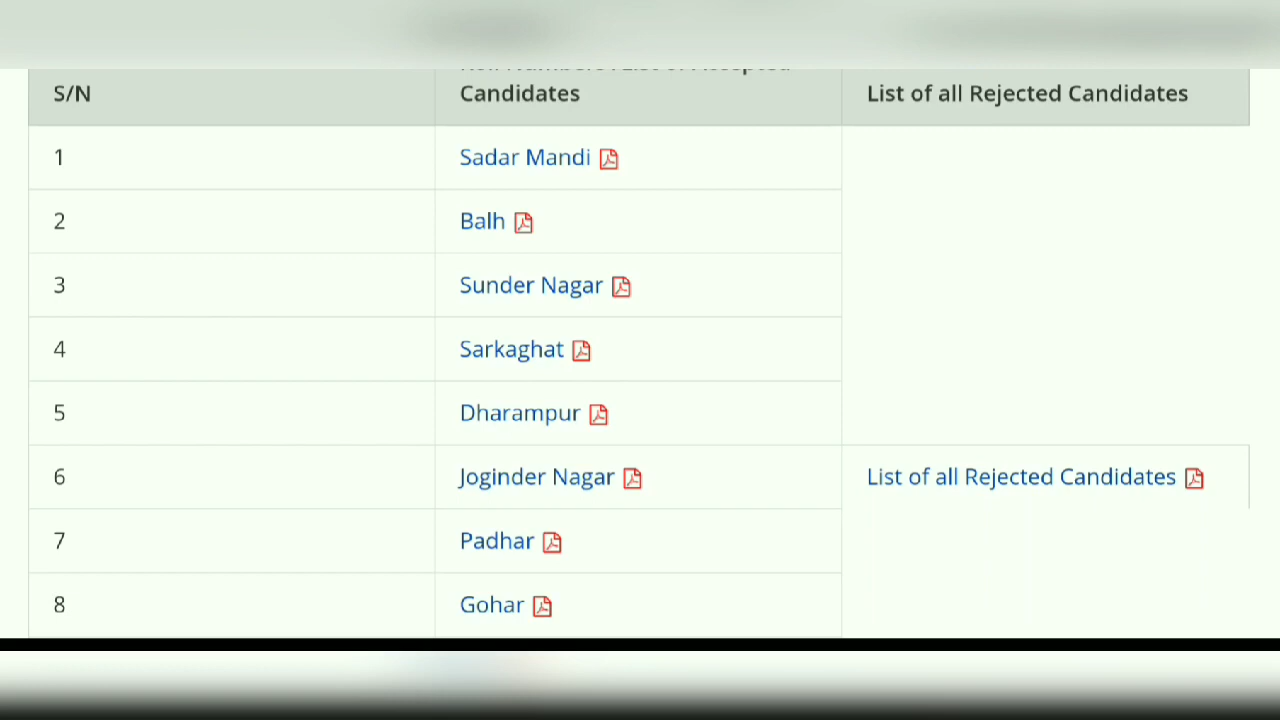 S/N
Candidates
List of all Rejected Candidates
1
Sadar Mandi
2
Balh
3
Sunder Nagar
4
Sarkaghat
5
Dharampur
6
Joginder Nagar
List of all Rejected Candidates
7
Padhar
8
Gohar